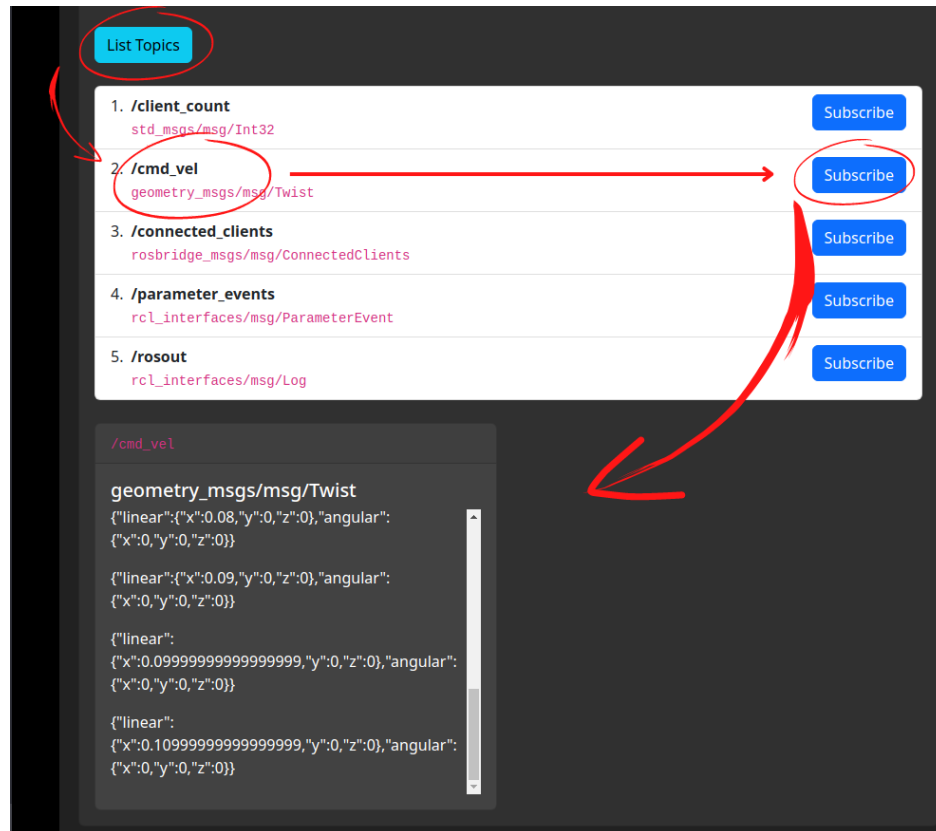 List Topics
1. /client_count
std_msgs/msg/Int32
Subscribe
2. /cmd_vel
geometry_msgs/msg/Twist
Subscribe
3. /connected_clients
rosbridge_msgs/msg/ConnectedClients
Subscribe
4. /parameter_events
rcl_interfaces/msg/ParameterEvent
Subscribe
5. /rosout
rcl_interfaces/msg/Log
Subscribe
/cmd_vel
geometry_msgs/msg/Twist
{"linear":{"x":0.08,"y":0,"z":0},"angular":
{"x":0,"y":0,"z":0}}
{"linear":{"x":0.09,"y":0,"z":0},"angular":
{"x":0,"y":0,"z":0}}
{"linear":
{"x":0.09999999999999999,"y":0,"z":0},"angular":
{"x":0,"y":0,"z":0}}
{"linear":
{"x":0.10999999999999999,"y":0,"z":0},"angular":
{"x":0,"y":0,"z":0}}